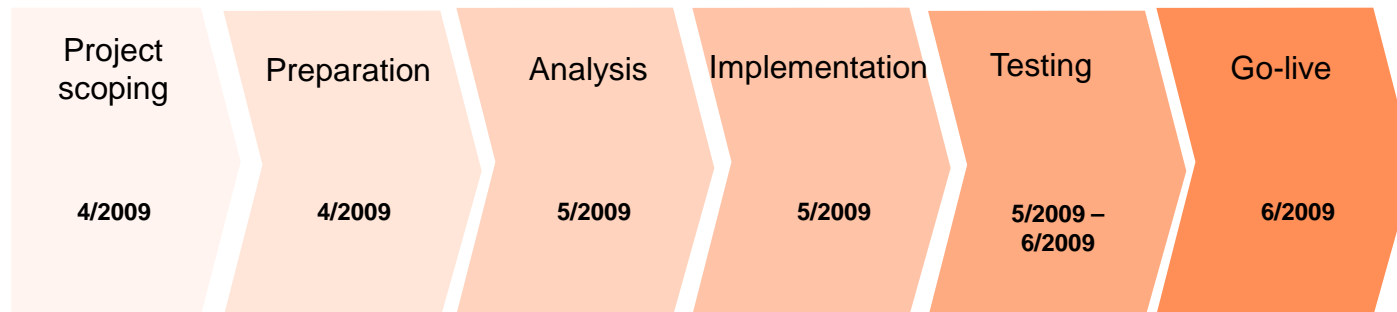 Project
scoping
4/2009
Preparation
4/2009
Analysis
5/2009
Implementation
5/2009
Testing
5/2009 –
6/2009
Go-live
6/2009